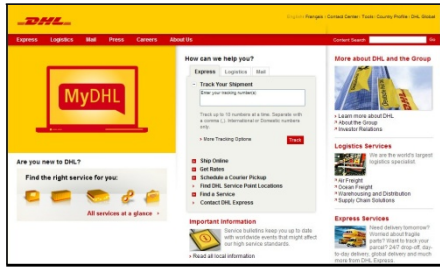 DHL
English Français | Contact Center | Tools | Country Profile | DHL Global
Express Logistics Mail Press Careers About Us
Content Search
MyDHL
Are you new to DHL?
Find the right service for you:
All services at a glance
How can we help you?
Express Logistics Mail
Track Your Shipment
Enter your tracking number(s)
Track up to 10 numbers at a time. Separate with
a comma (,). International or Domestic numbers
only.
More Tracking Options Track
Ship Online
Get Rates
Schedule a Courier Pickup
Find DHL Service Point Locations
Find a Service
Contact DHL Express
Important Information
Service bulletins keep you up to date
with worldwide events that might affect
our high service standards.
Read all local information
More about DHL and the Group
Learn more about DHL
About the Group
Investor Relations
Logistics Services
We are the world's largest
logistics specialist.
Air Freight
Ocean Freight
Warehousing and Distribution
Supply Chain Solutions
Express Services
Need delivery tomorrow?
Worried about fragile
parts? Want to track your
parcel? 24/7 drop off, day-
to-day delivery, global delivery and much
more from DHL Express.